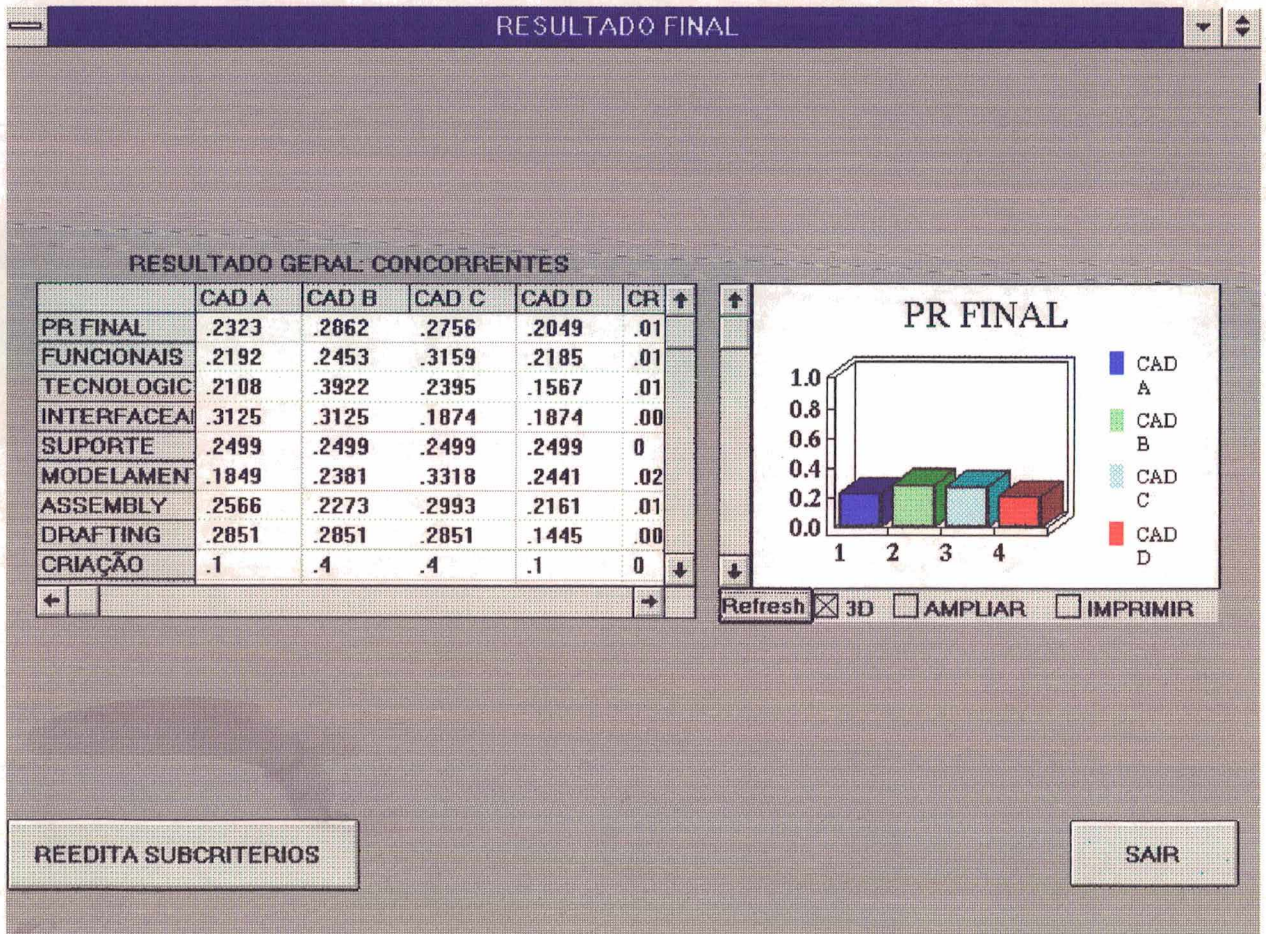 RESULTADO FINAL
RESULTADO GERAL: CONCORRENTES
CAD A CAD B CAD C CAD D CR
PR FINAL .2323 .2862 .2756 .2049 .01
FUNCIONAIS .2192 .2453 .3159 .2185 .01
TECNOLOGIC .2108 .3922 .2395 .1567 .01
INTERFACEA .3125 .3125 .1874 .1874 .00
SUPORTE .2499 .2499 .2499 .2499 0
MODELAMEN .1849 .2381 .3318 .2441 .02
ASSEMBLY .2566 .2273 .2993 .2161 .01
DRAFTING .2851 .2851 .2851 .1445 .00
CRIAÇÃO .1 .4 .4 .1 0
PR FINAL
1.0
0.8
0.6
0.4
0.2
0.0
1 2 3 4
CAD
A
CAD
B
CAD
C
CAD
D
Refresh 3D AMPLIAR IMPRIMIR
REEDITA SUBCRITERIOS
SAIR